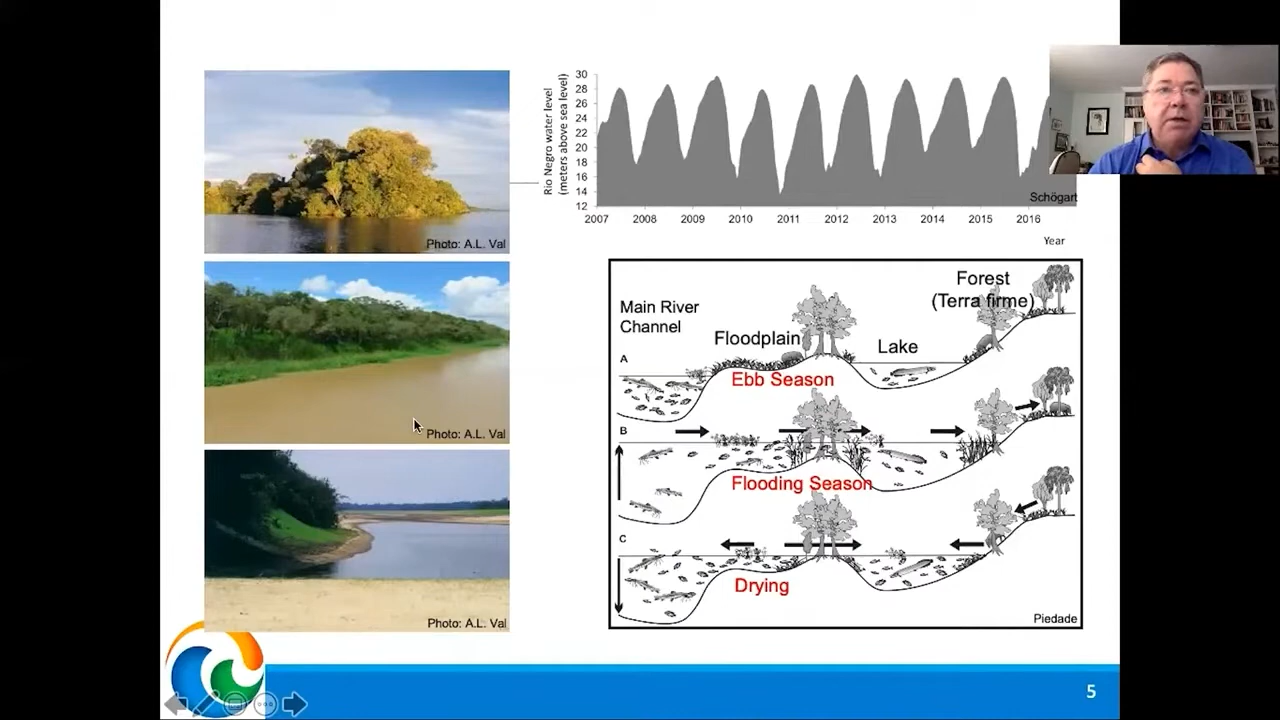 Photo: A.L. Val
Photo: A.L. Val
Photo: A.L. Val
Rio Negro water level
(meters above sea level)
30
28
26
24
22
20
18
16
14
12
2007 2008 2009 2010 2011 2012 2013 2014 2015 2016
Schögart
Year
Main River
Channel
Floodplain
Lake
Forest
(Terra firme)
A
Ebb Season
B
Flooding Season
C
Drying
Piedade
5